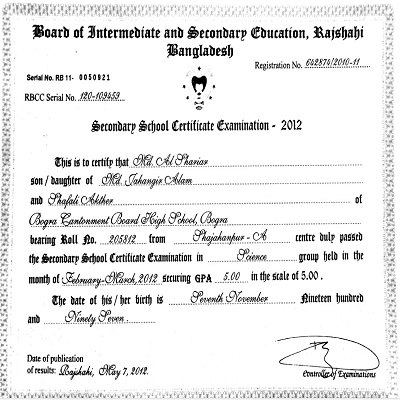 Board of Intermediate and Secondary Education, Rajshahi
Bangladesh
Registration No. 642874/2010-11
Serial No. RB 11- 0050921
RBCC Serial No. 120-109459
Secondary School Certificate Examination - 2012
This is to certify that Md. Al Shariar
son / daughter of Md. Jahangir Alam
and Shafali Akther of
Bogra Cantonment Board High School, Bogra
bearing Roll No. 205812 from Shajahanpur - A centre duly passed
the Secondary School Certificate Examination in Science group held in the
month of February-March, 2012 securing GPA 5.00 in the scale of 5.00 .
The date of his / her birth is Seventh November Nineteen hundred
and Ninety Seven .
Date of publication
of results: Rajshahi, May 7, 2012.
Controller of Examinations